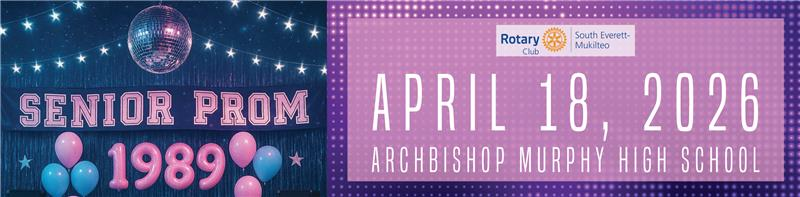 SENIOR PROM
1989
Rotary
Club
South Everett-
Mukilteo
APRIL 18, 2026
ARCHBISHOP MURPHY HIGH SCHOOL